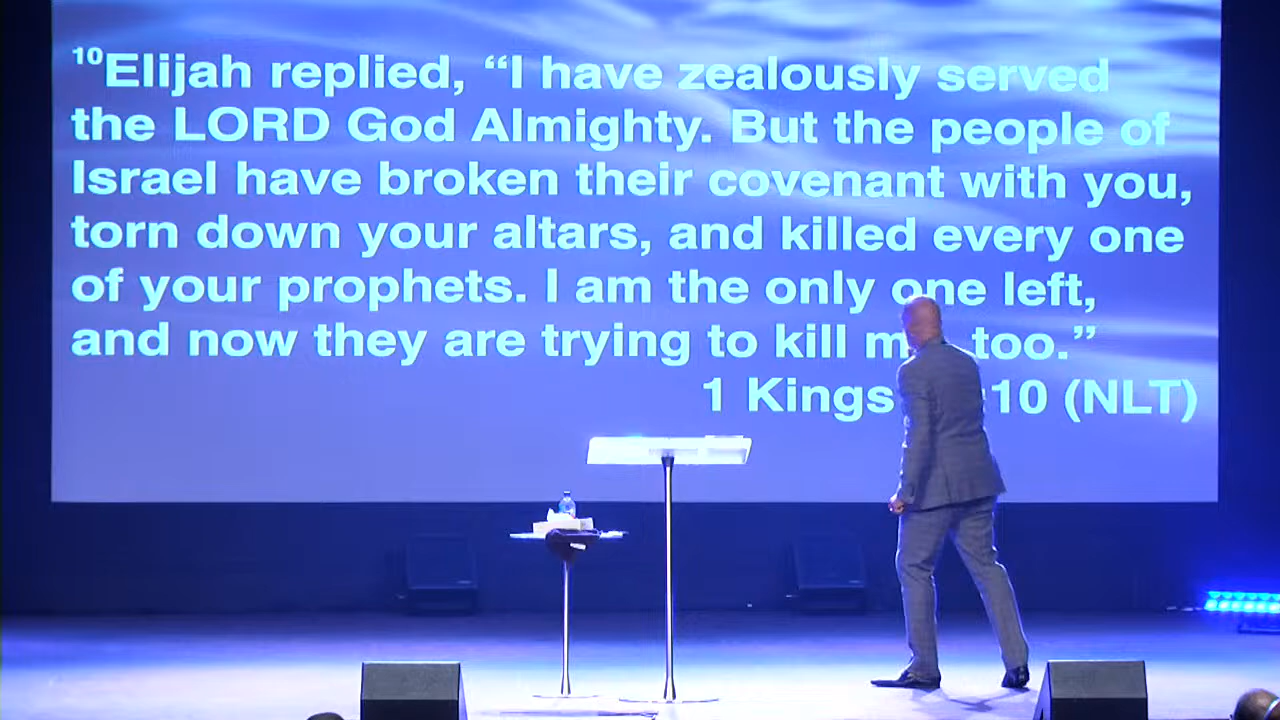 10Elijah replied, “I have zealously served
the LORD God Almighty. But the people of
Israel have broken their covenant with you,
torn down your altars, and killed every one
of your prophets. I am the only one left,
and now they are trying to kill too.”
1 Kings :10 (NLT)